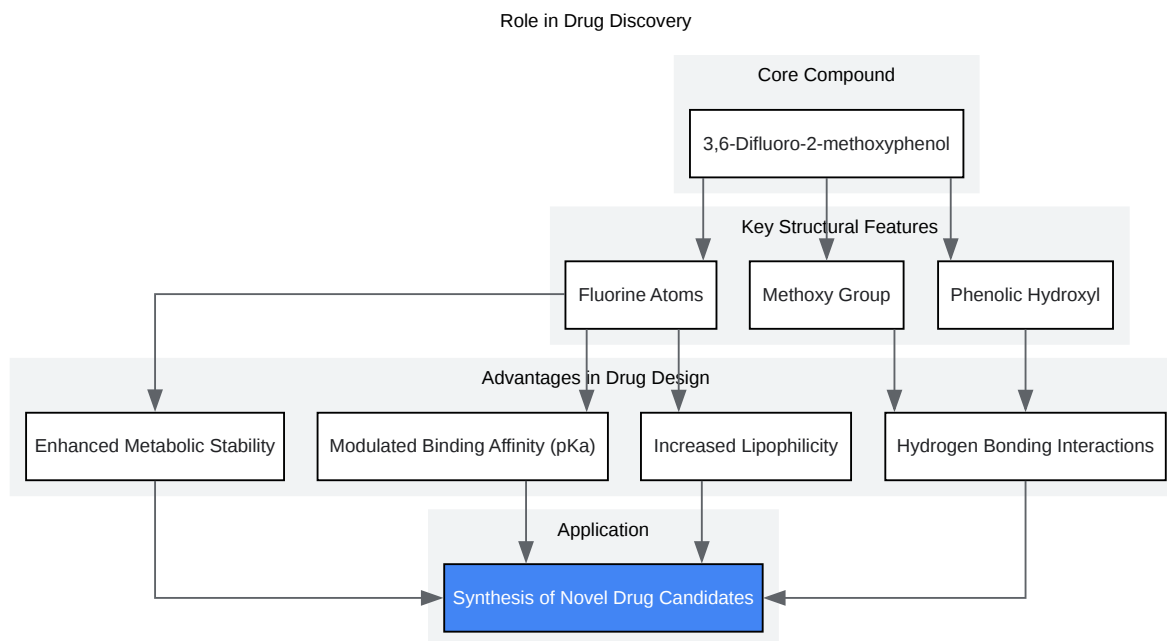 Role in Drug Discovery
Core Compound
3,6-Difluoro-2-methoxyphenol
Key Structural Features
Fluorine Atoms
Methoxy Group
Phenolic Hydroxyl
Advantages in Drug Design
Enhanced Metabolic Stability
Modulated Binding Affinity (pKa)
Increased Lipophilicity
Hydrogen Bonding Interactions
Application
Synthesis of Novel Drug Candidates